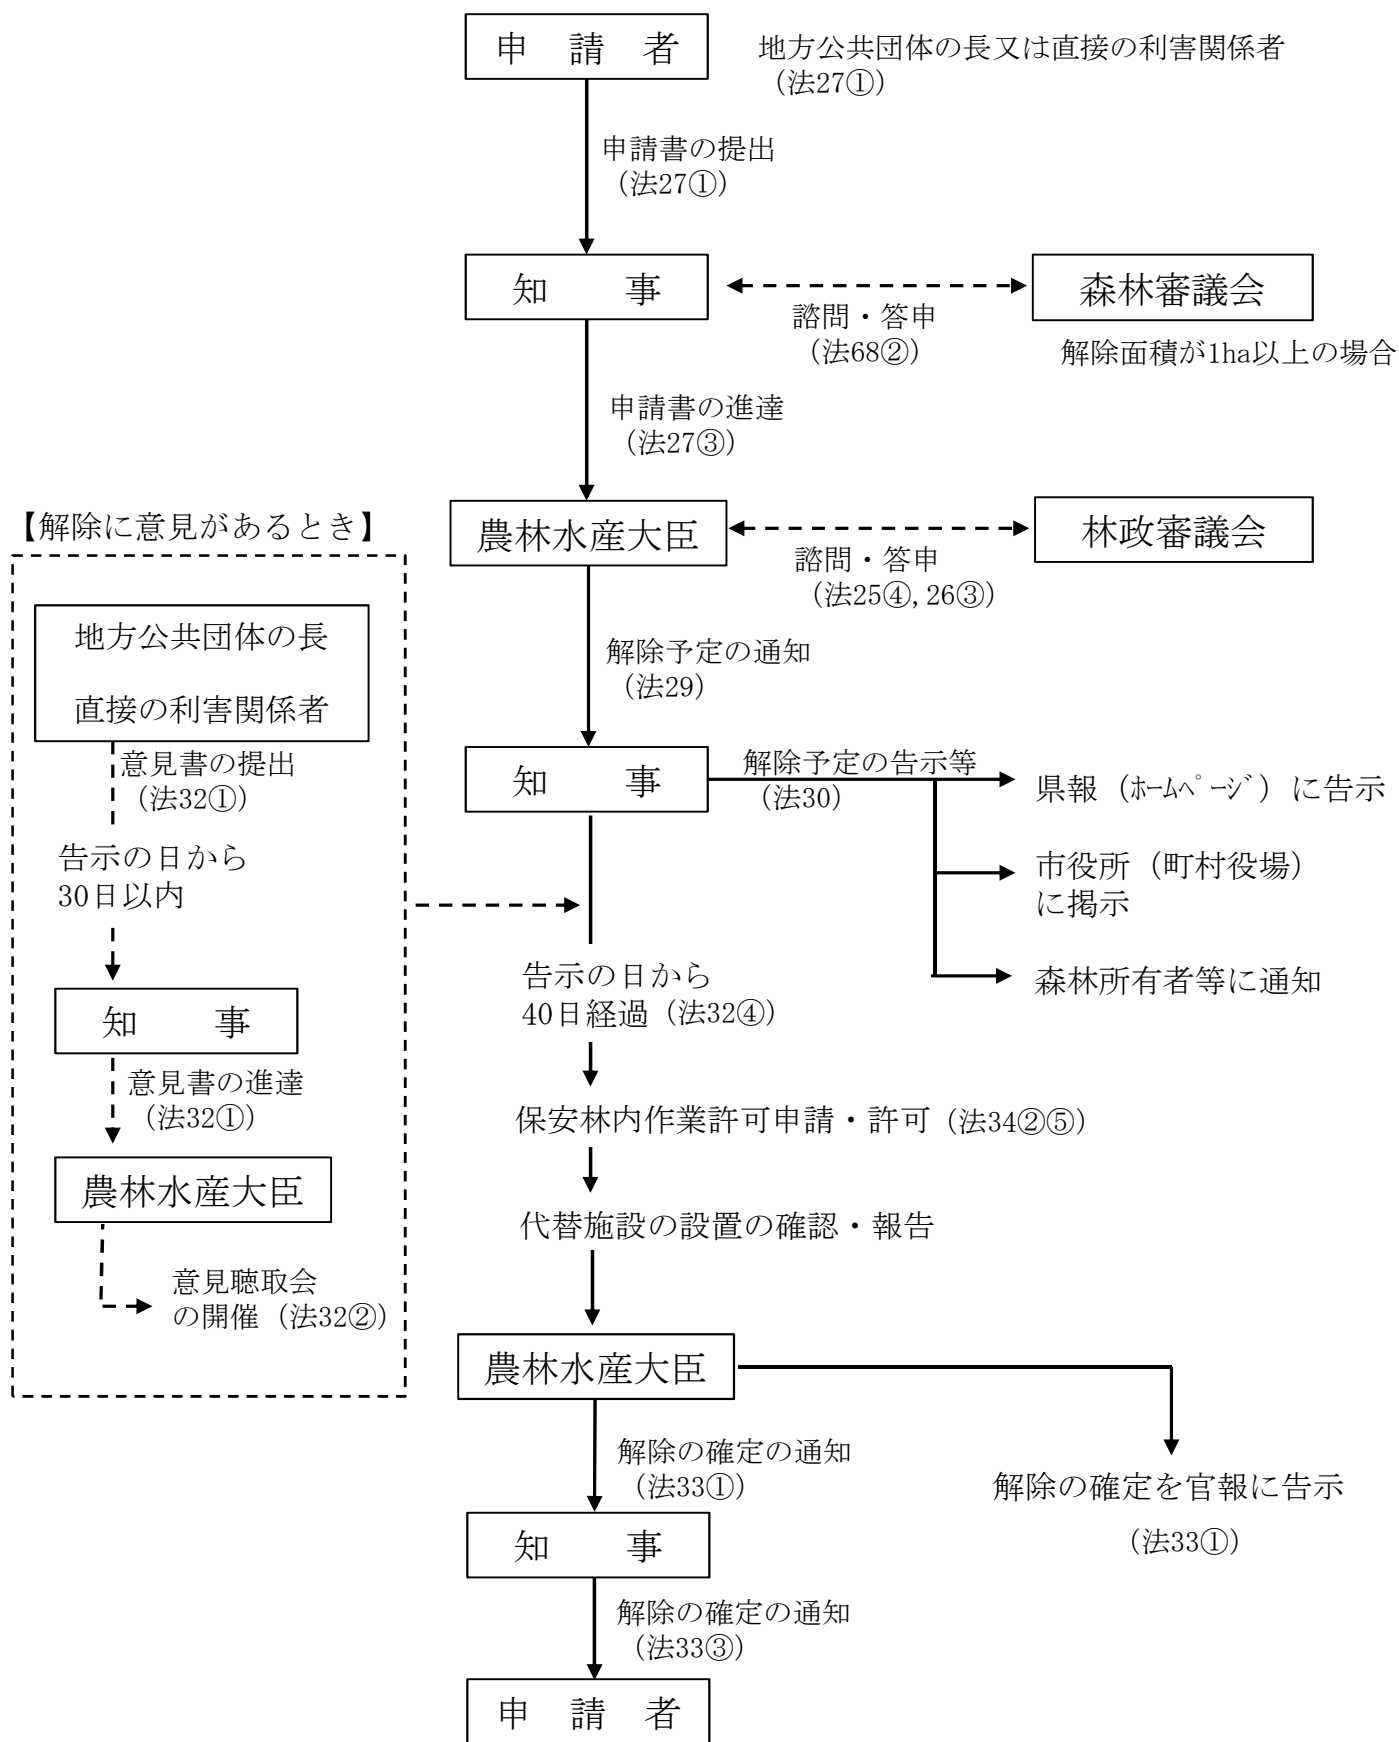 申　請　者
地方公共団体の長又は直接の利害関係者
（法27①）
申請書の提出
（法27①）
知　　事
諮問・答申
（法68②）
森林審議会
解除面積が1ha以上の場合
申請書の進達
（法27③）
農林水産大臣
諮問・答申
（法25④, 26③）
林政審議会
解除予定の通知
（法29）
知　　事
解除予定の告示等
（法30）
県報（ﾎｰﾑﾍﾟｰｼﾞ）に告示
市役所（町村役場）
に掲示
森林所有者等に通知
【解除に意見があるとき】
地方公共団体の長
直接の利害関係者
意見書の提出
（法32①）
告示の日から
30日以内
知　　事
意見書の進達
（法32①）
農林水産大臣
意見聴取会
の開催（法32②）
告示の日から
40日経過（法32④）
保安林内作業許可申請・許可（法34②⑤）
代替施設の設置の確認・報告
農林水産大臣
解除の確定の通知
（法33①）
解除の確定を官報に告示
（法33①）
知　　事
解除の確定の通知
（法33③）
申　請　者